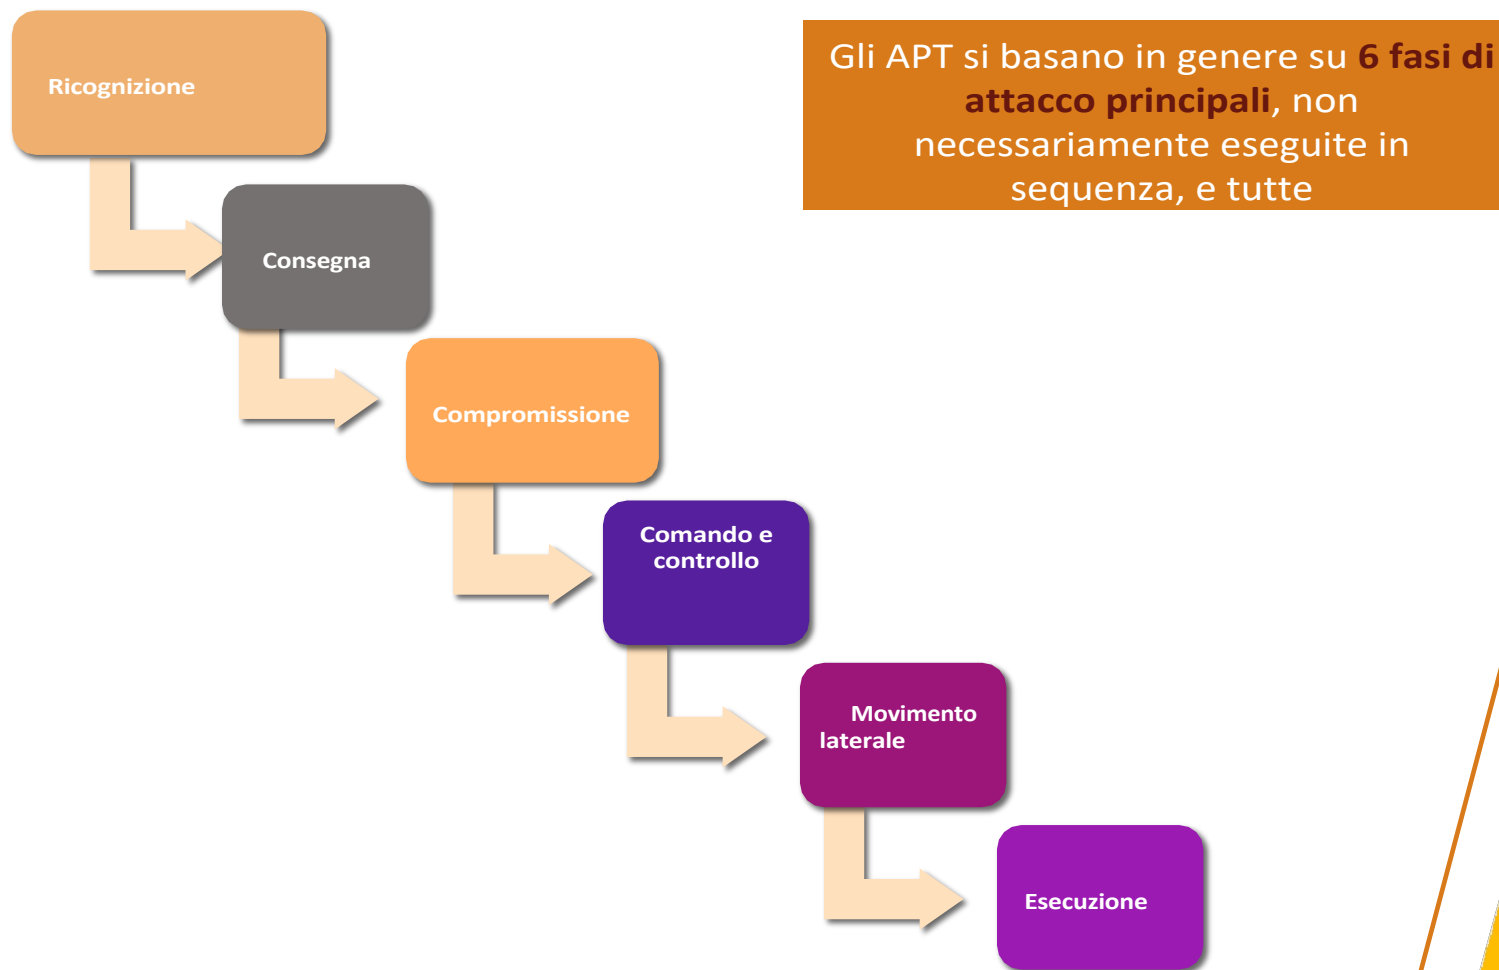 Gli APT si basano in genere su 6 fasi di
attacco principali, non
necessariamente eseguite in
sequenza, e tutte
Ricognizione
Consegna
Compromissione
Comando e
controllo
Movimento
laterale
Esecuzione